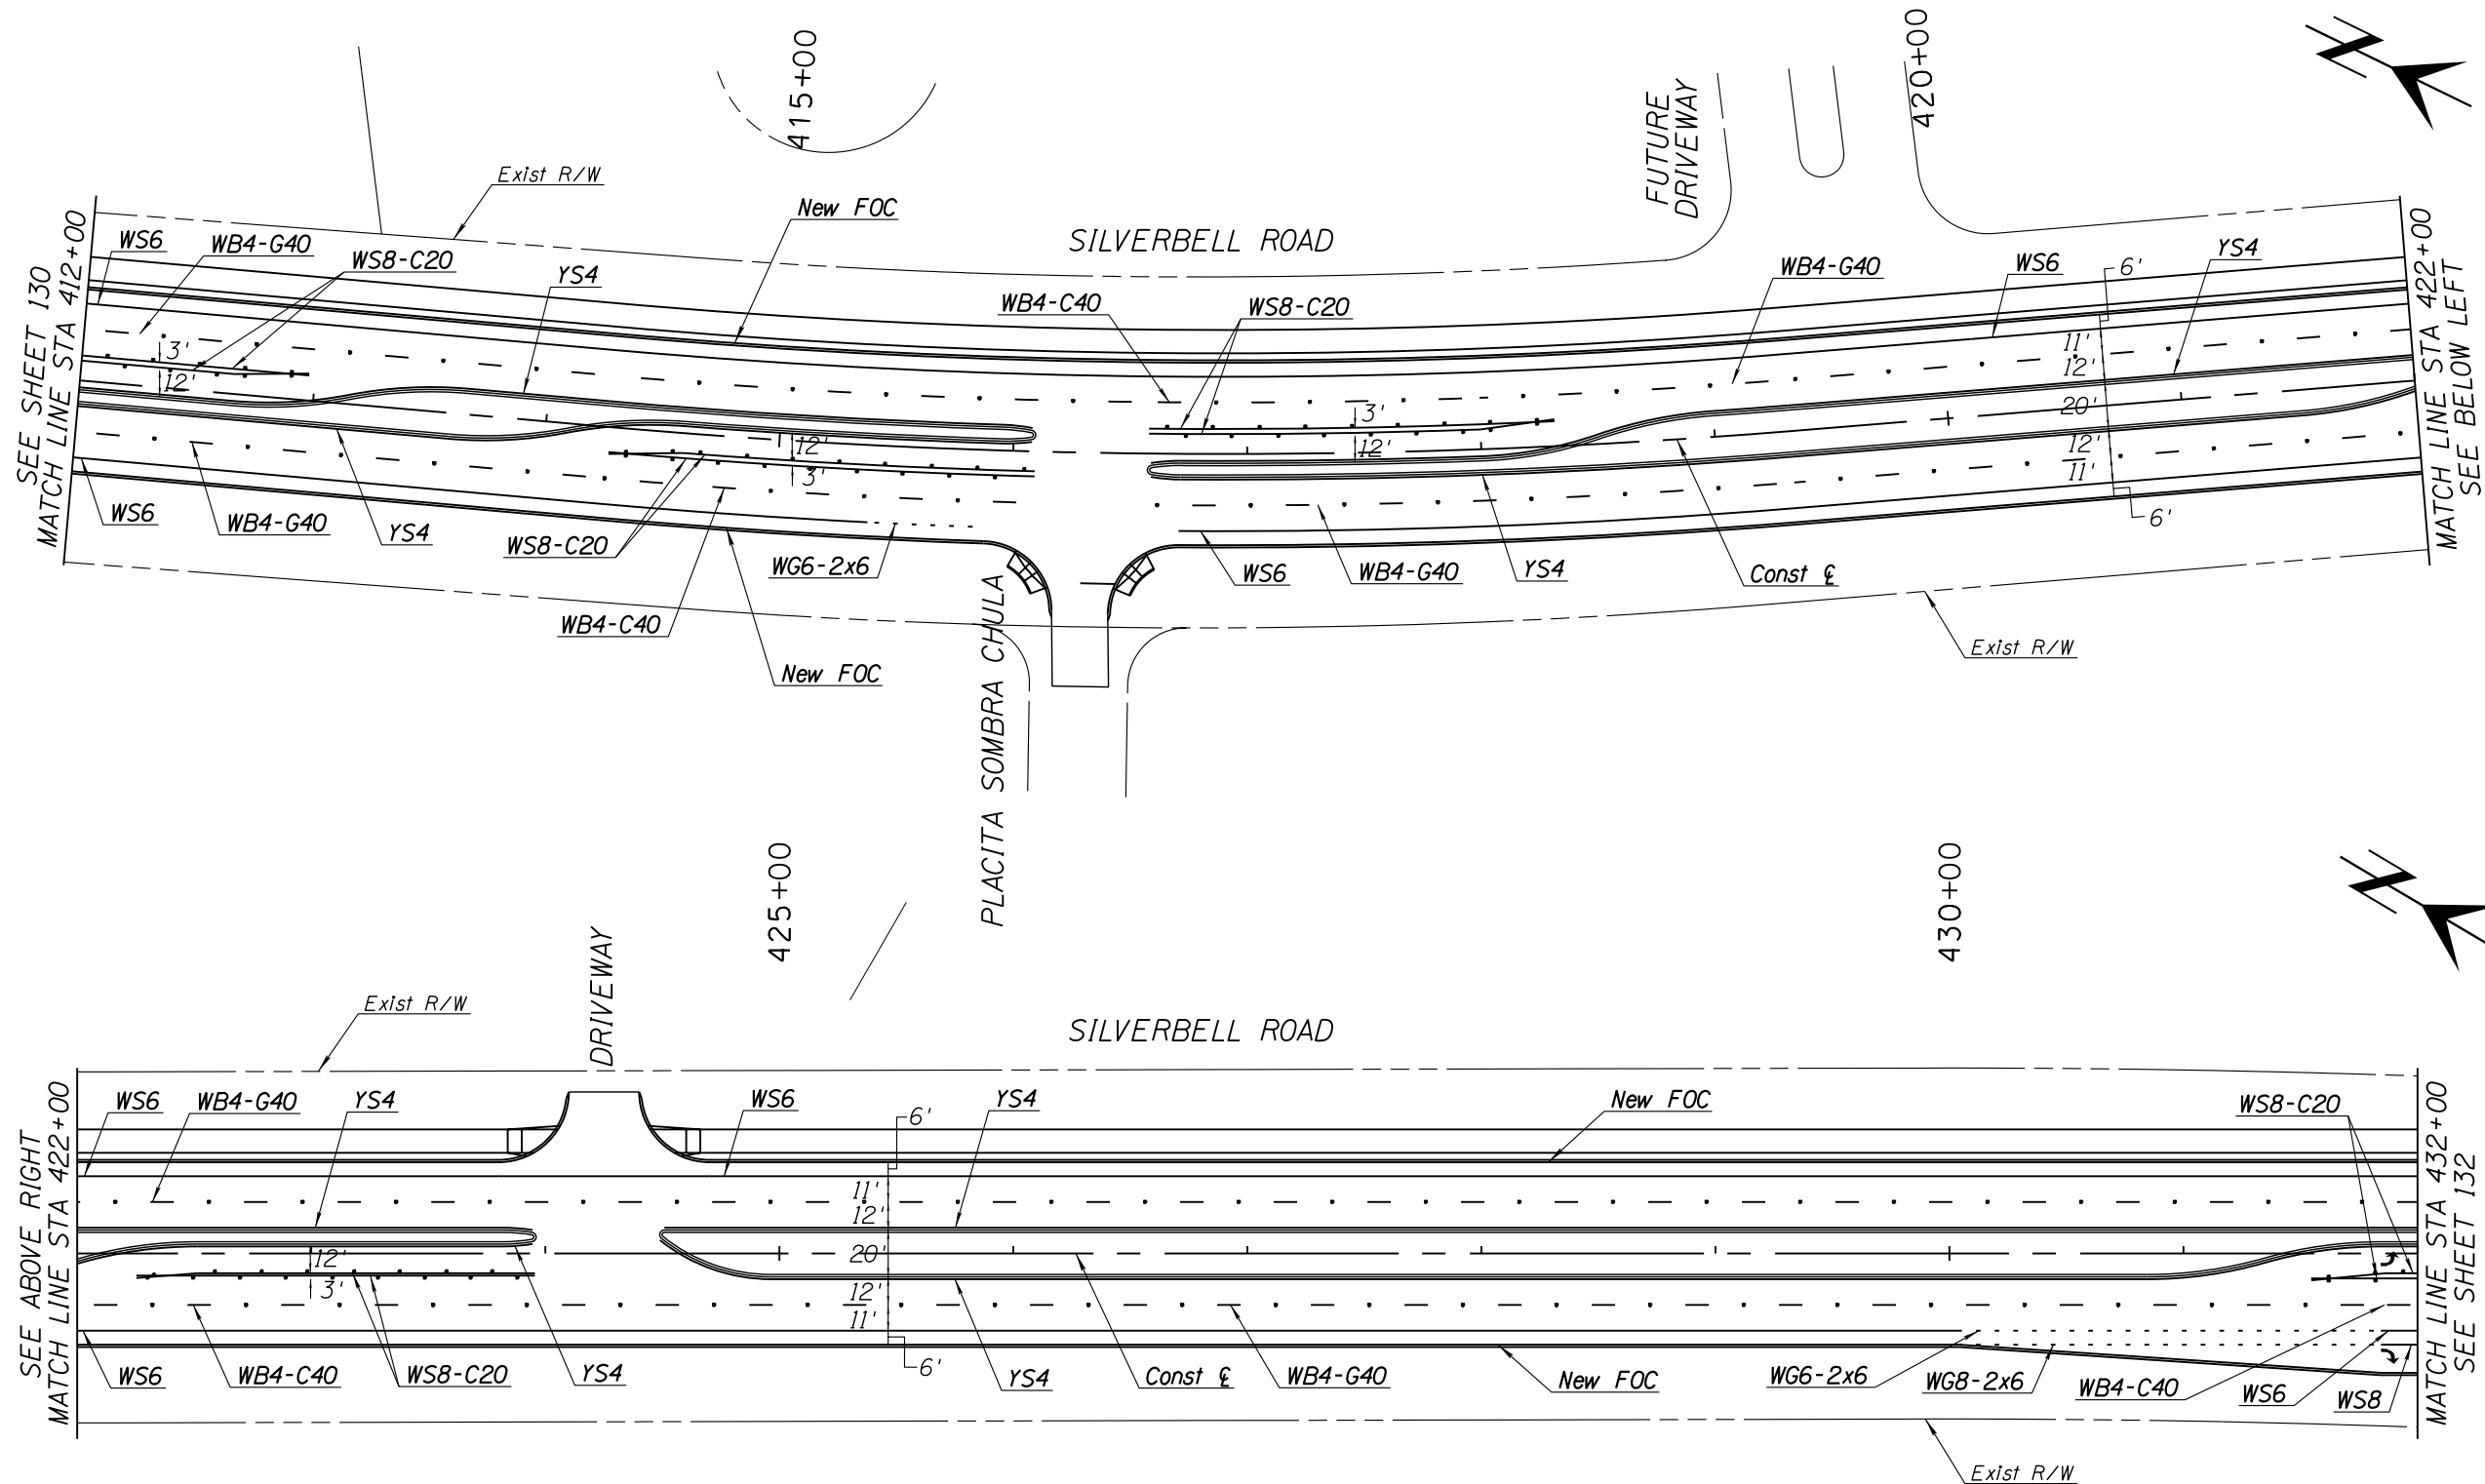 415+00
420+00
FUTURE
DRIVEWAY
Exist R/W
New FOC
SILVERBELL ROAD
SEE SHEET 130
MATCH LINE STA 412+00
WS6
WB4-G40
WS8-C20
YS4
WB4-C40
WS8-C20
WB4-G40
WS6
6'
YS4
MATCH LINE STA 422+00
SEE BELOW LEFT
3'
12'
12'
3'
3'
12'
11'
12'
20'
12'
11'
6'
WS6
WB4-G40
YS4
WS8-C20
WG6-2x6
WB4-C40
New FOC
PLACITA SOMBRA CHULA
WS6
WB4-G40
YS4
Const ℄
Exist R/W
425+00
430+00
DRIVEWAY
Exist R/W
SILVERBELL ROAD
SEE ABOVE RIGHT
MATCH LINE STA 422+00
WS6
WB4-G40
YS4
WS6
6'
YS4
New FOC
WS8-C20
MATCH LINE STA 432+00
SEE SHEET 132
11'
12'
20'
12'
11'
6'
12'
3'
WS6
WB4-C40
WS8-C20
YS4
YS4
Const ℄
WB4-G40
New FOC
WG6-2x6
WG8-2x6
WB4-C40
WS6
WS8
Exist R/W